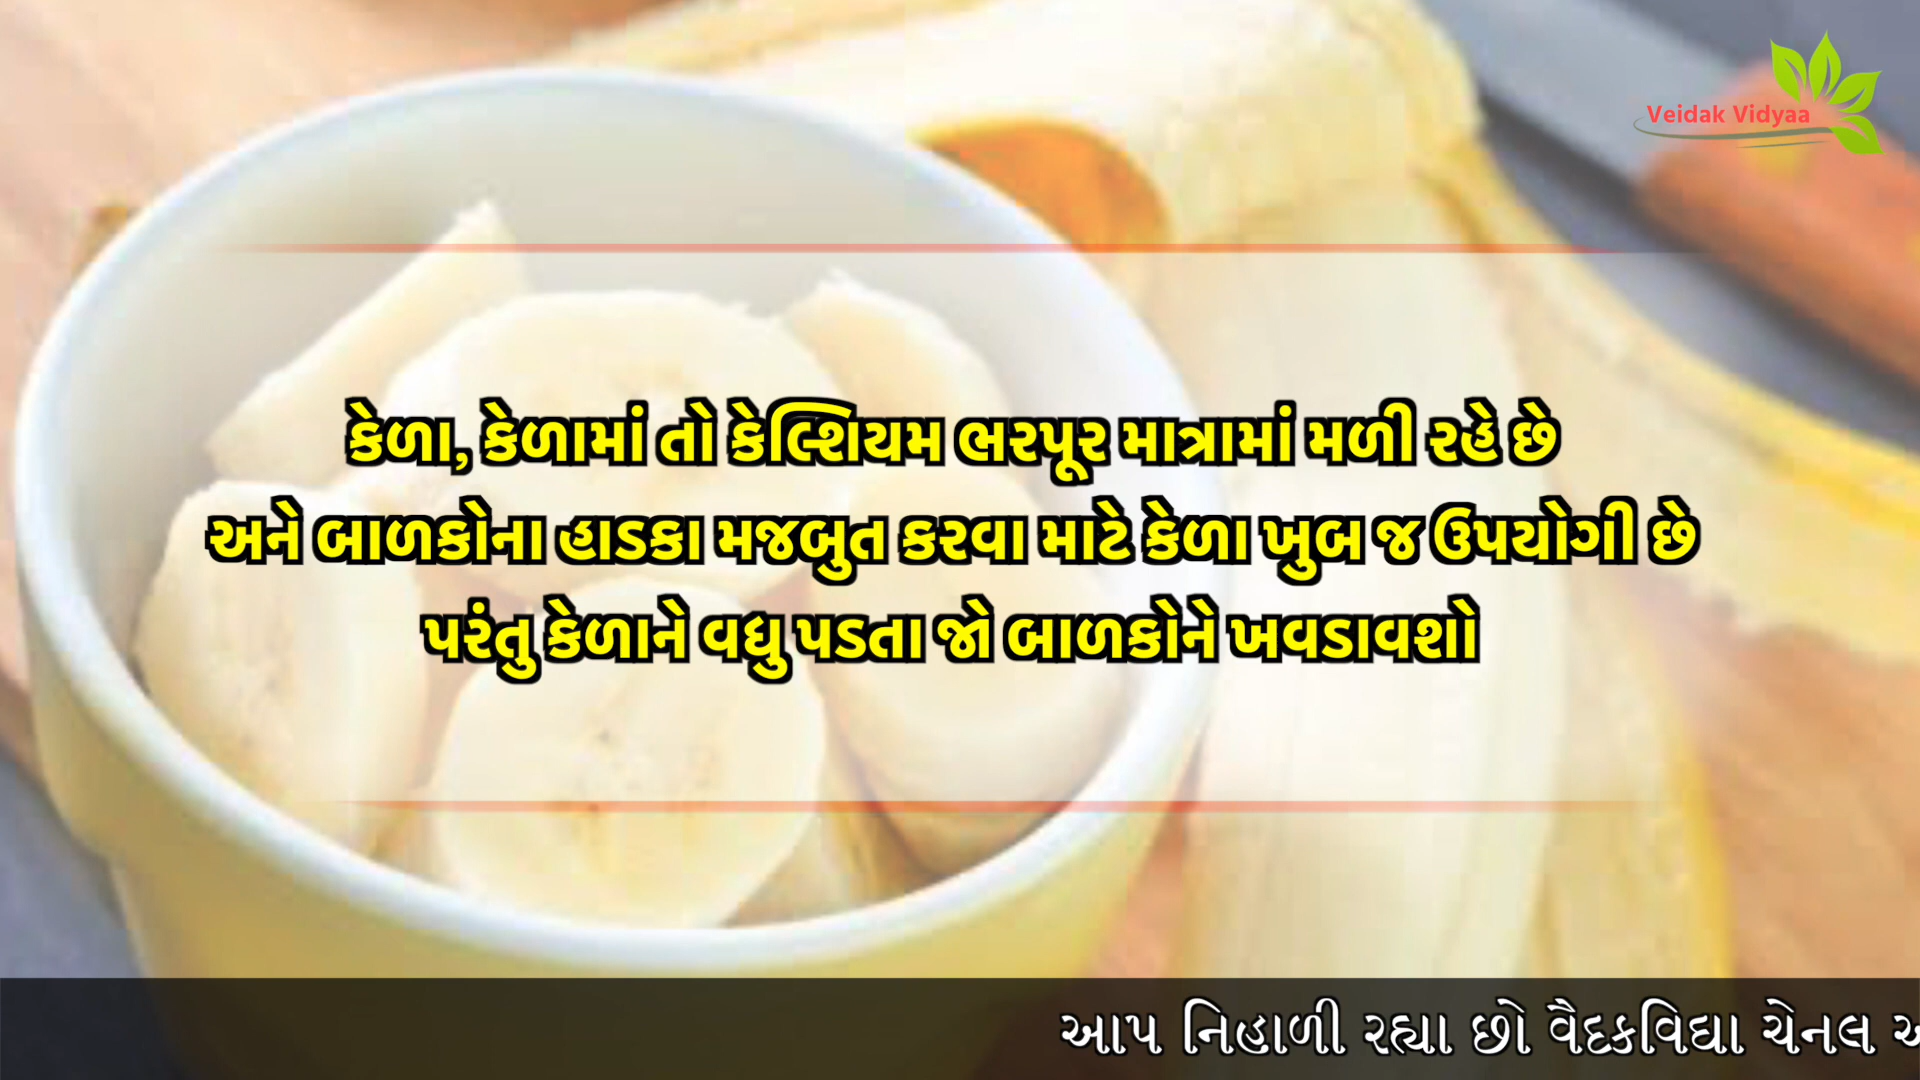 Veidak Vidyaa
કેળા, કેળામાં તો કેલ્શિયમ ભરપૂર માત્રામાં મળી રહે છે
અને બાળકોના હાડકા મજબુત કરવા માટે કેળા ખુબ જ ઉપયોગી છે
પરંતુ કેળાને વધુ પડતા જો બાળકોને ખવડાવશો
આપ નિહાળી રહ્યા છો વૈદકવિદ્યા ચેનલ